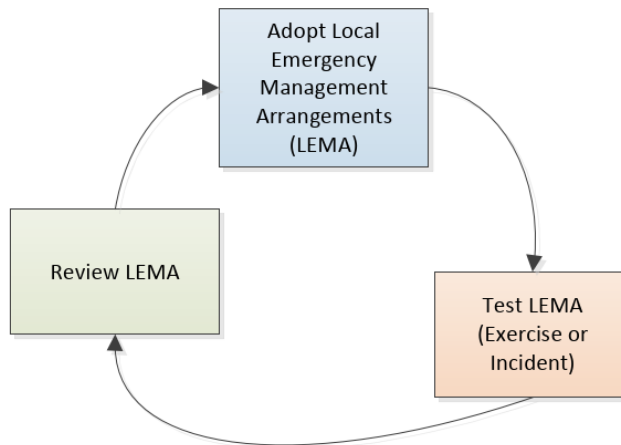 Adopt Local
Emergency
Management
Arrangements
(LEMA)
Review LEMA
Test LEMA
(Exercise or
Incident)